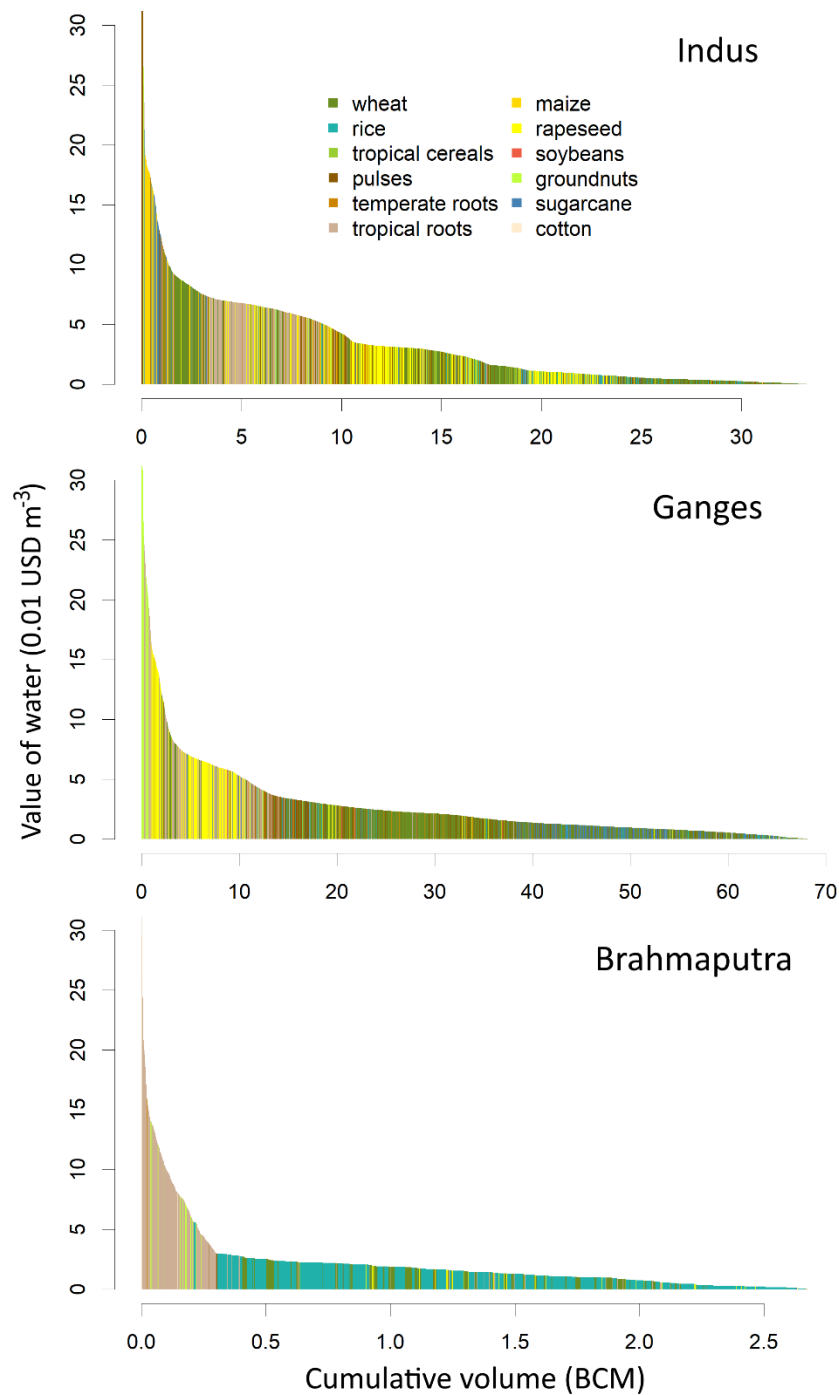 Indus
wheat
rice
tropical cereals
pulses
temperate roots
tropical roots
maize
rapeseed
soybeans
groundnuts
sugarcane
cotton
30
25
20
15
10
5
0
0 5 10 15 20 25 30
Ganges
Value of water (0.01 USD m⁻³)
30
25
20
15
10
5
0
0 10 20 30 40 50 60 70
Brahmaputra
30
25
20
15
10
5
0
0.0 0.5 1.0 1.5 2.0 2.5
Cumulative volume (BCM)